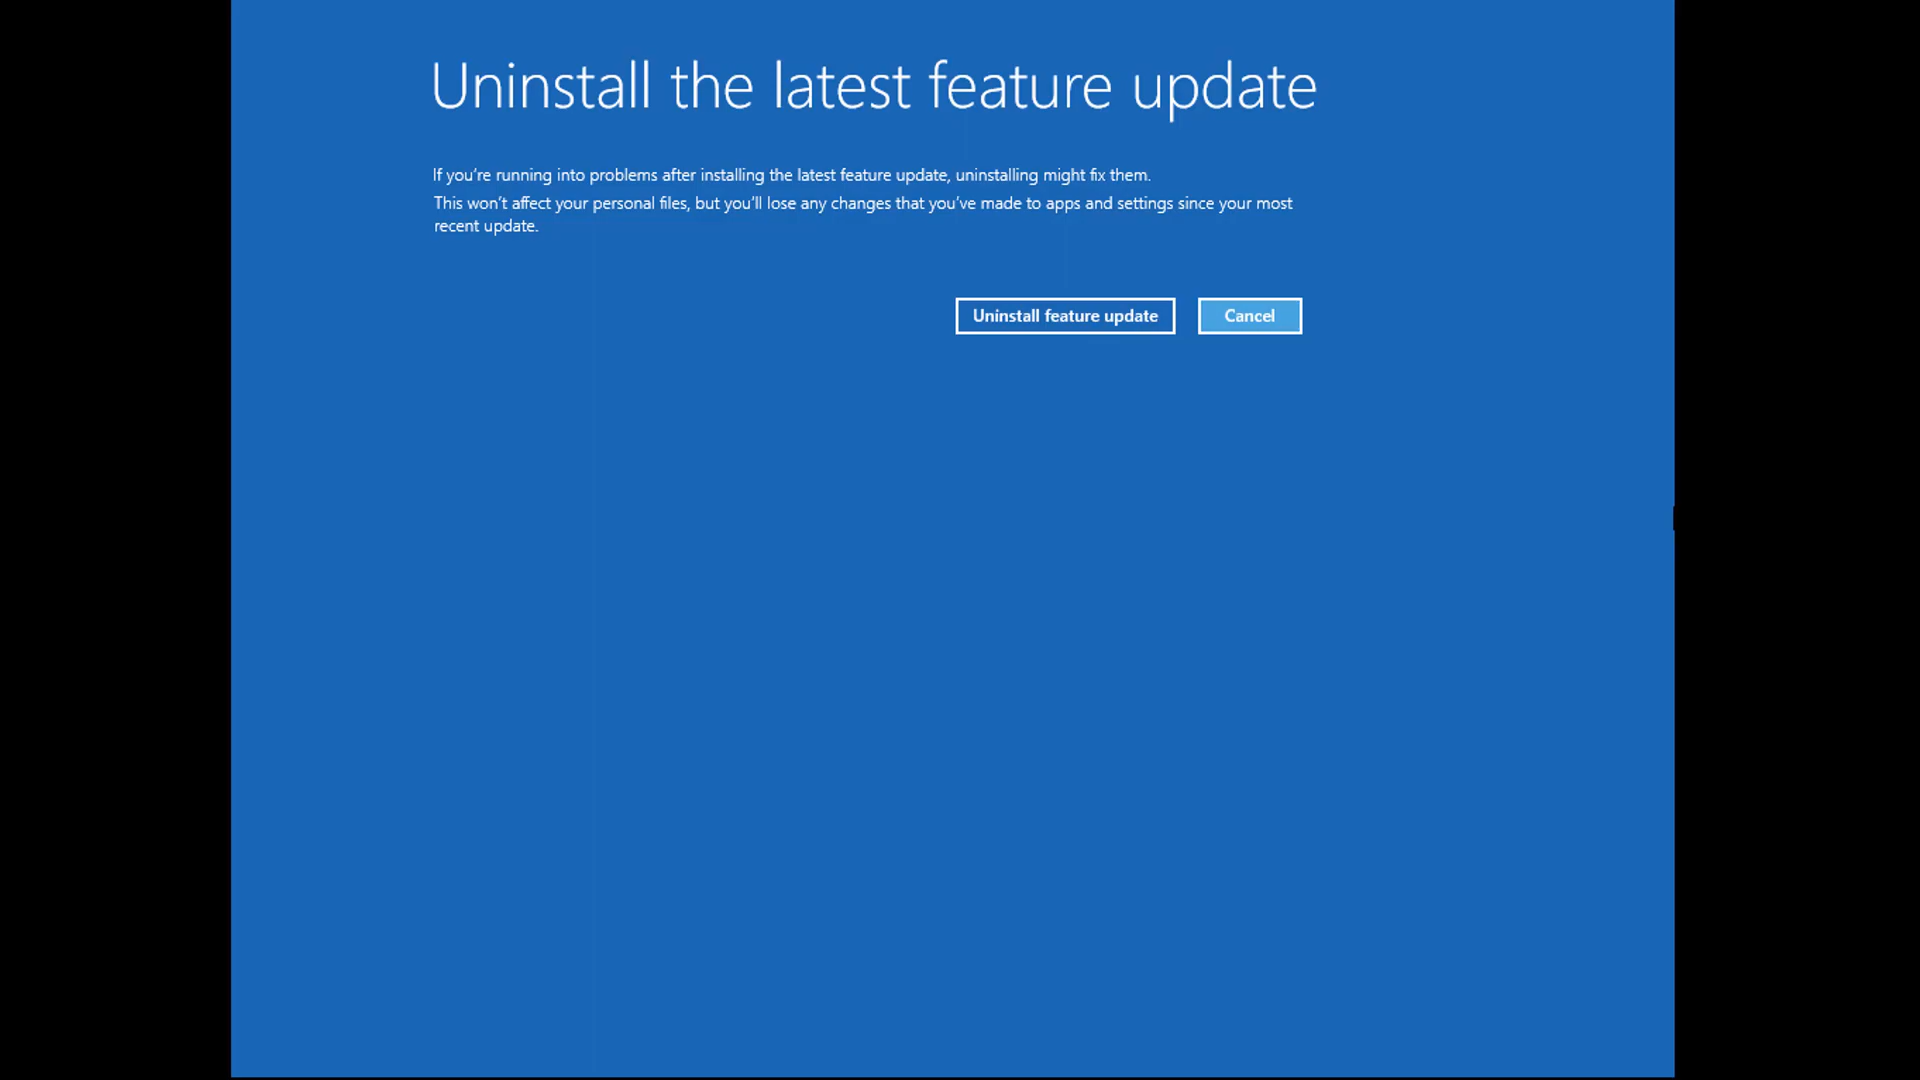 Uninstall the latest feature update
If you’re running into problems after installing the latest feature update, uninstalling might fix them.
This won’t affect your personal files, but you’ll lose any changes that you’ve made to apps and settings since your most
recent update.
Uninstall feature update Cancel